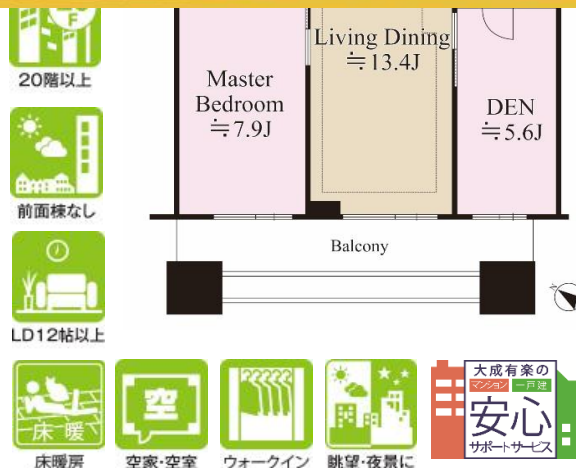 F
20階以上
前面棟なし
LD12帖以上
Master
Bedroom
≒7.9J
Living Dining
≒13.4J
DEN
≒5.6J
Balcony
N
床暖
床暖房
空
空家・空室
ウォークイン
眺望・夜景に
大成有楽の
マンション 一戸建
安心
サポートサービス